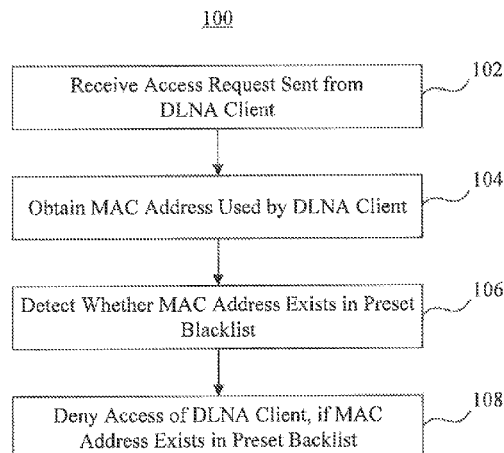 100
Receive Access Request Sent from
DLNA Client
102
Obtain MAC Address Used by DLNA Client
104
Detect Whether MAC Address Exists in Preset
Blacklist
106
Deny Access of DLNA Client, if MAC
Address Exists in Preset Backlist
108